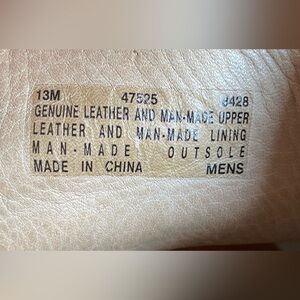 13M 47525 8428
GENUINE LEATHER AND MAN-MADE UPPER
LEATHER AND MAN-MADE LINING
MAN-MADE OUTSOLE
MADE IN CHINA MENS